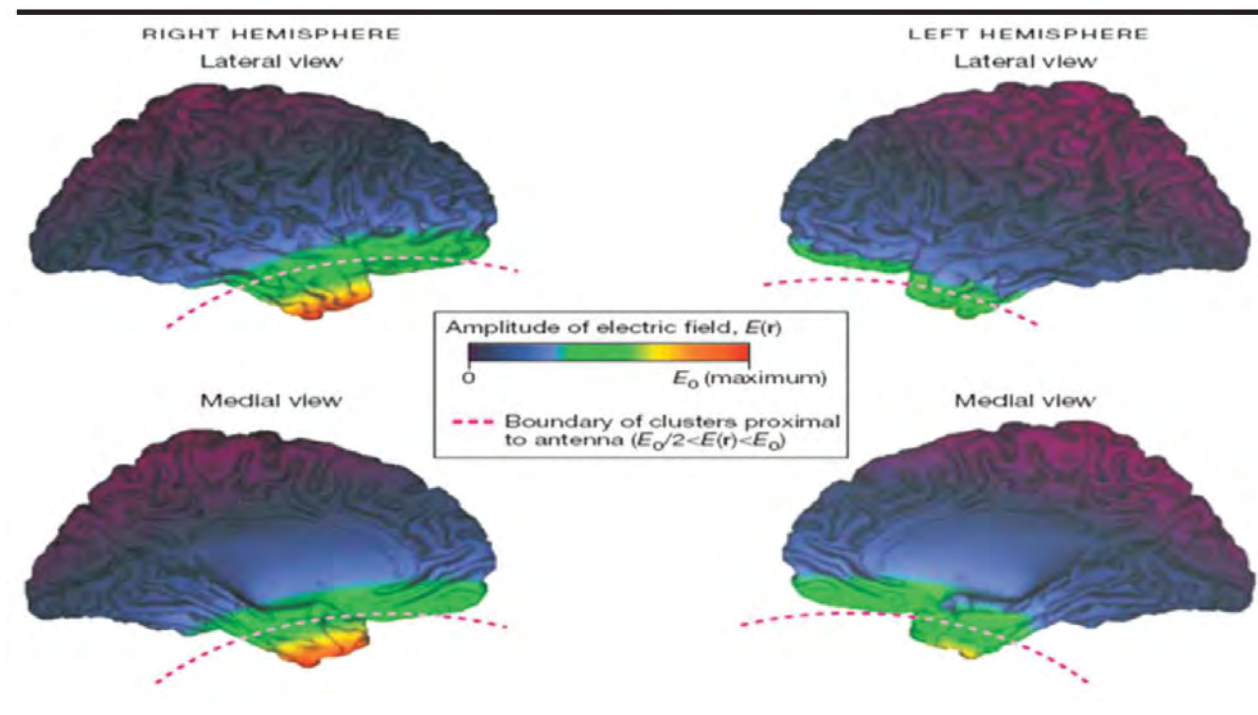 RIGHT HEMISPHERE
Lateral view
LEFT HEMISPHERE
Lateral view
Amplitude of electric field, E(r)
0
E₀ (maximum)
Boundary of clusters proximal
to antenna (E₀/2<E(r)<E₀)
Medial view
Medial view